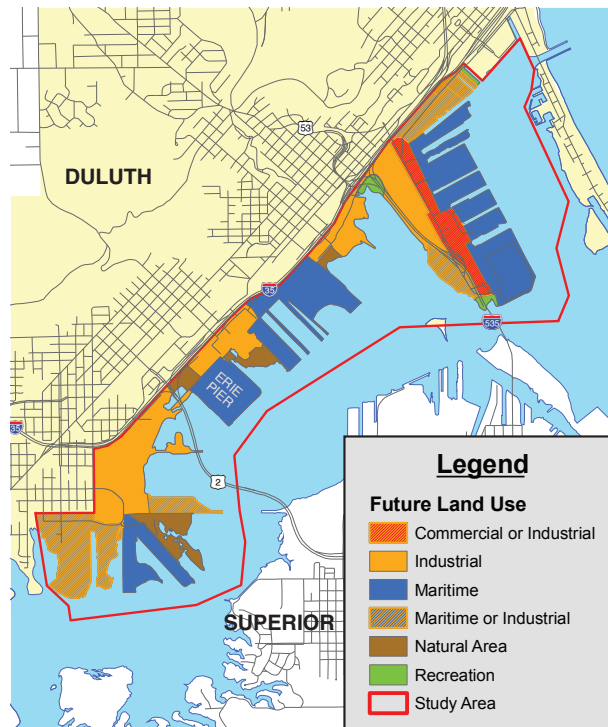 53
DULUTH
35
535
ERIE
PIER
35
2
SUPERIOR
Legend
Future Land Use
Commercial or Industrial
Industrial
Maritime
Maritime or Industrial
Natural Area
Recreation
Study Area